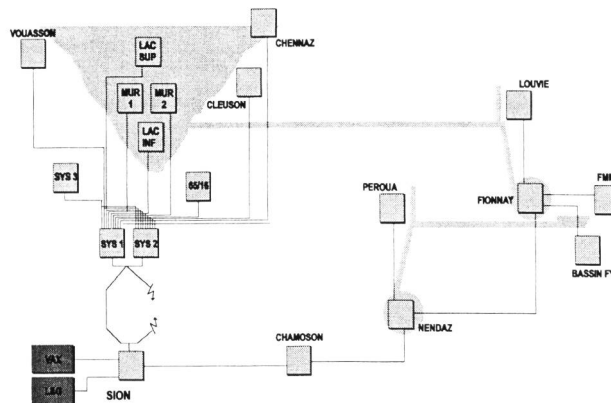 VOUASSON
LAC
SUP
CHENNAZ
MUR
1
MUR
2
CLEUSON
LAC
INF
LOUVIE
SYS 3
65/16
PEROUA
FIONNAY
SYS 1
SYS 2
BASSIN FY
NENDAZ
CHAMOSON
VAX
SION